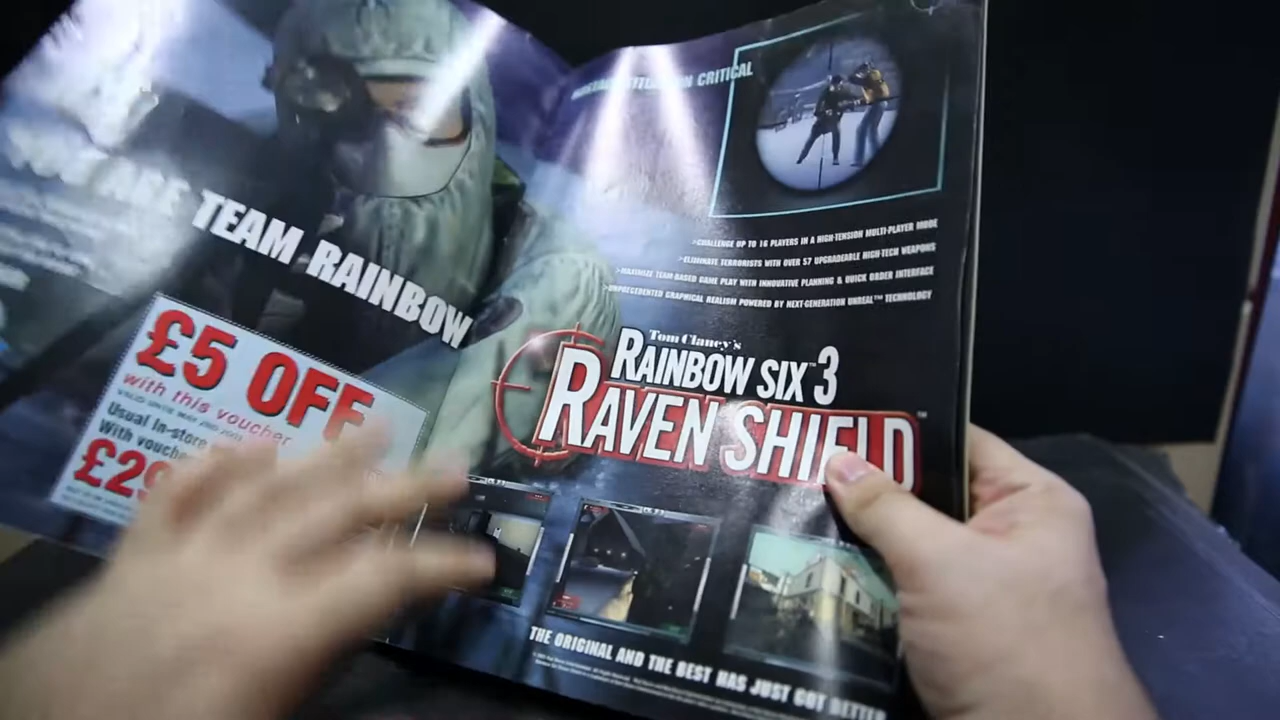 TEAM RAINBOW
£5 OFF
with this voucher
Usual In-store
With
£29
CRITICAL
>CHALLENGE UP TO 16 PLAYERS IN A HIGH-TENSION MULTI-PLAYER MODE
>ELIMINATE TERRORISTS WITH OVER 57 UPGRADEABLE HIGH-TECH WEAPONS
>MAXIMIZE TEAM-BASED GAME PLAY WITH INNOVATIVE PLANNING & QUICK ORDER INTERFACE
>UNPRECEDENTED GRAPHICAL REALISM POWERED BY NEXT-GENERATION UNREAL™ TECHNOLOGY
Tom Clancy's
RAINBOW SIX™ 3
RAVEN SHIELD™
THE ORIGINAL AND THE BEST HAS JUST GOT BETTER